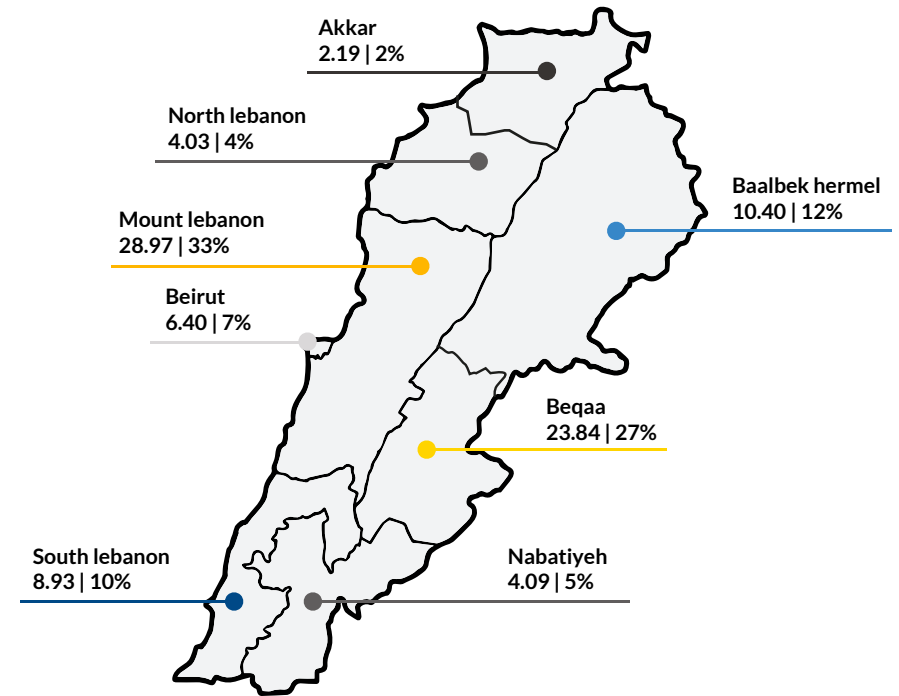 Akkar
2.19 | 2%
North lebanon
4.03 | 4%
Baalbek hermel
10.40 | 12%
Mount lebanon
28.97 | 33%
Beirut
6.40 | 7%
Beqaa
23.84 | 27%
South lebanon
8.93 | 10%
Nabatiyeh
4.09 | 5%